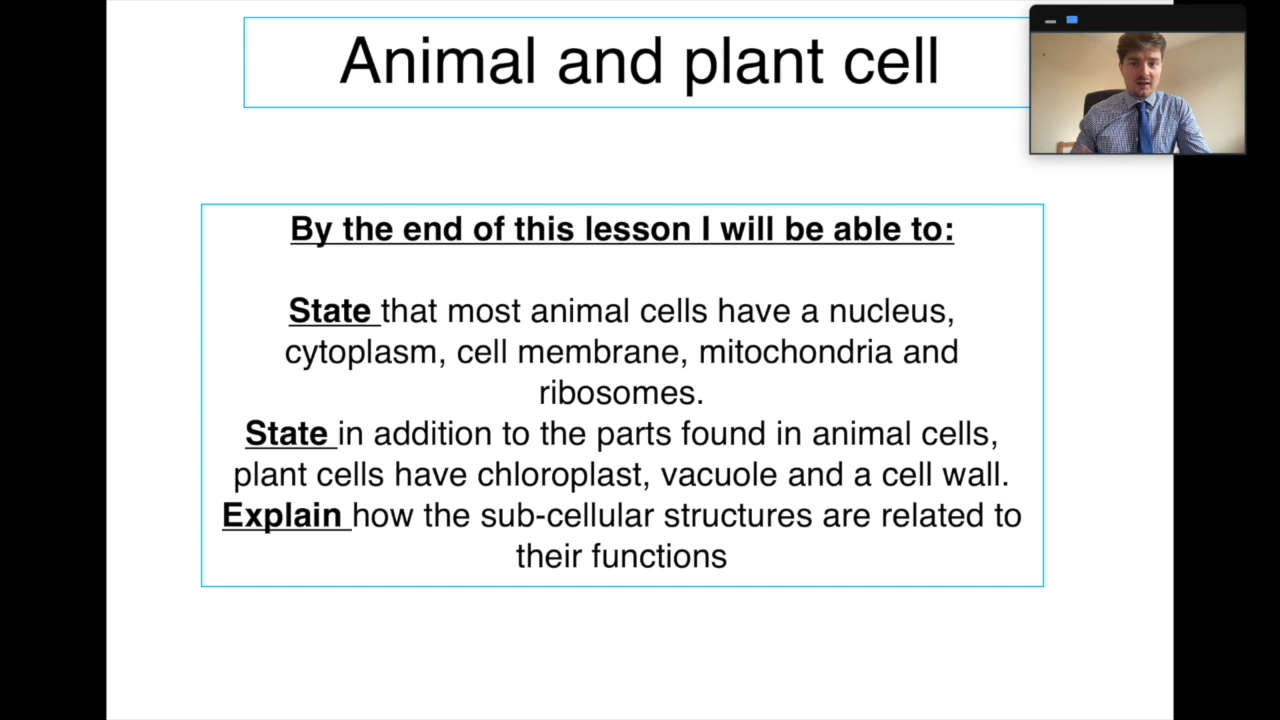 Animal and plant cell
By the end of this lesson I will be able to:
State that most animal cells have a nucleus,
cytoplasm, cell membrane, mitochondria and
ribosomes.
State in addition to the parts found in animal cells,
plant cells have chloroplast, vacuole and a cell wall.
Explain how the sub-cellular structures are related to
their functions